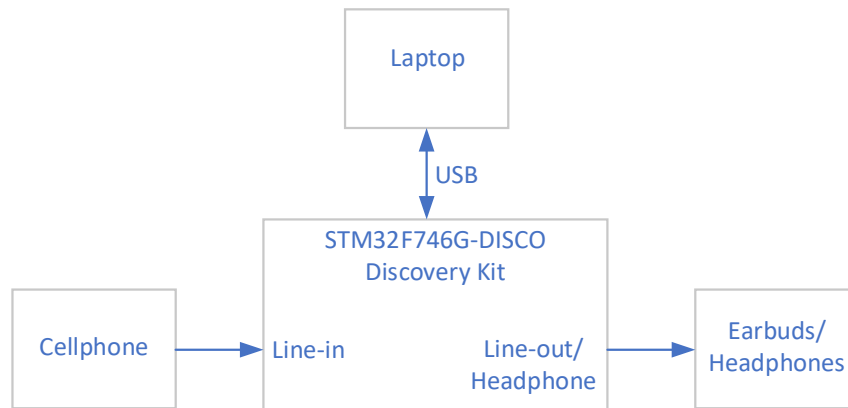 Laptop
USB
STM32F746G-DISCO
Discovery Kit
Cellphone
Line-in
Line-out/
Headphone
Earbuds/
Headphones